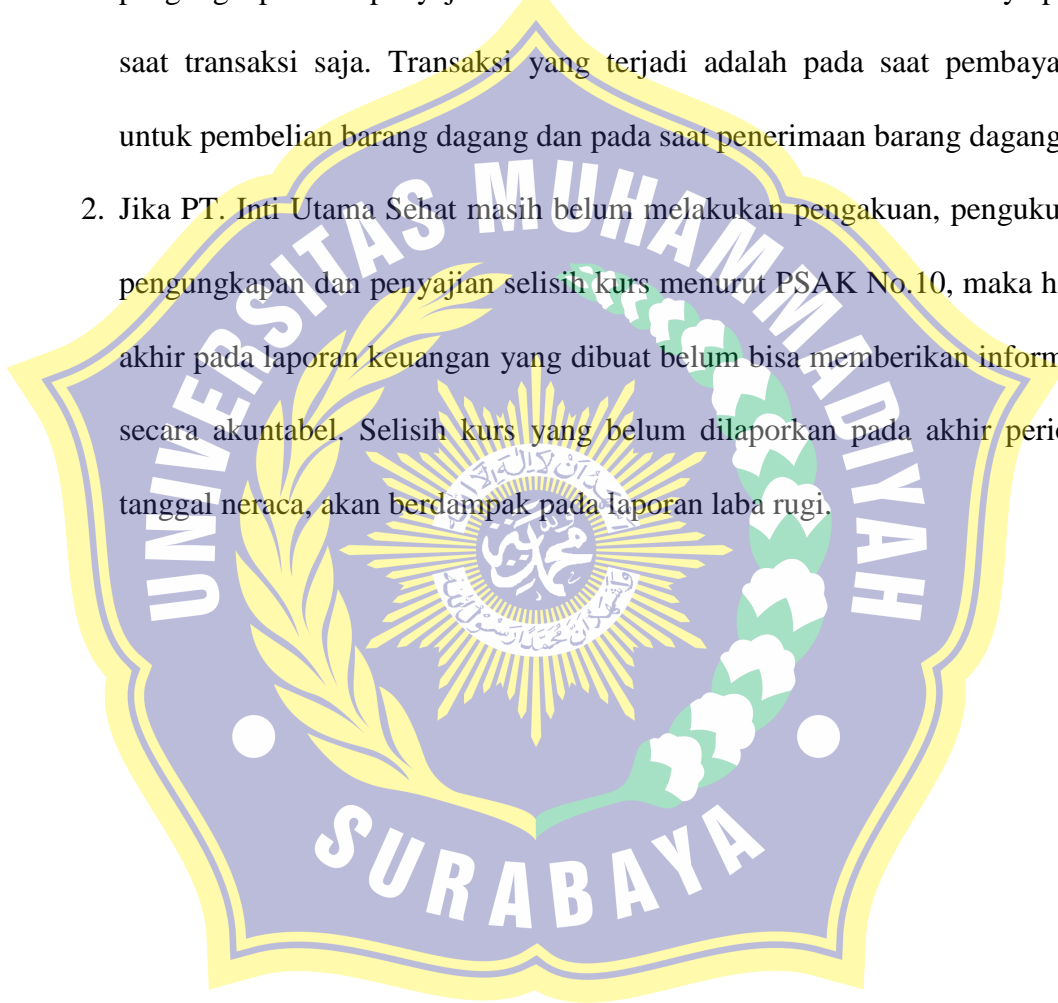 saat transaksi saja. Transaksi yang terjadi adalah pada saat pembaya
untuk pembelian barang dagang dan pada saat penerimaan barang dagang
2. Jika PT. Inti Utama Sehat masih belum melakukan pengakuan, penguku
pengungkapan dan penyajian selisih kurs menurut PSAK No.10, maka h
akhir pada laporan keuangan yang dibuat belum bisa memberikan inform
secara akuntabel. Selisih kurs yang belum dilaporkan pada akhir perio
tanggal neraca, akan berdampak pada laporan laba rugi.
UNIVERSITAS MUHAMMADIYAH
SURABAYA